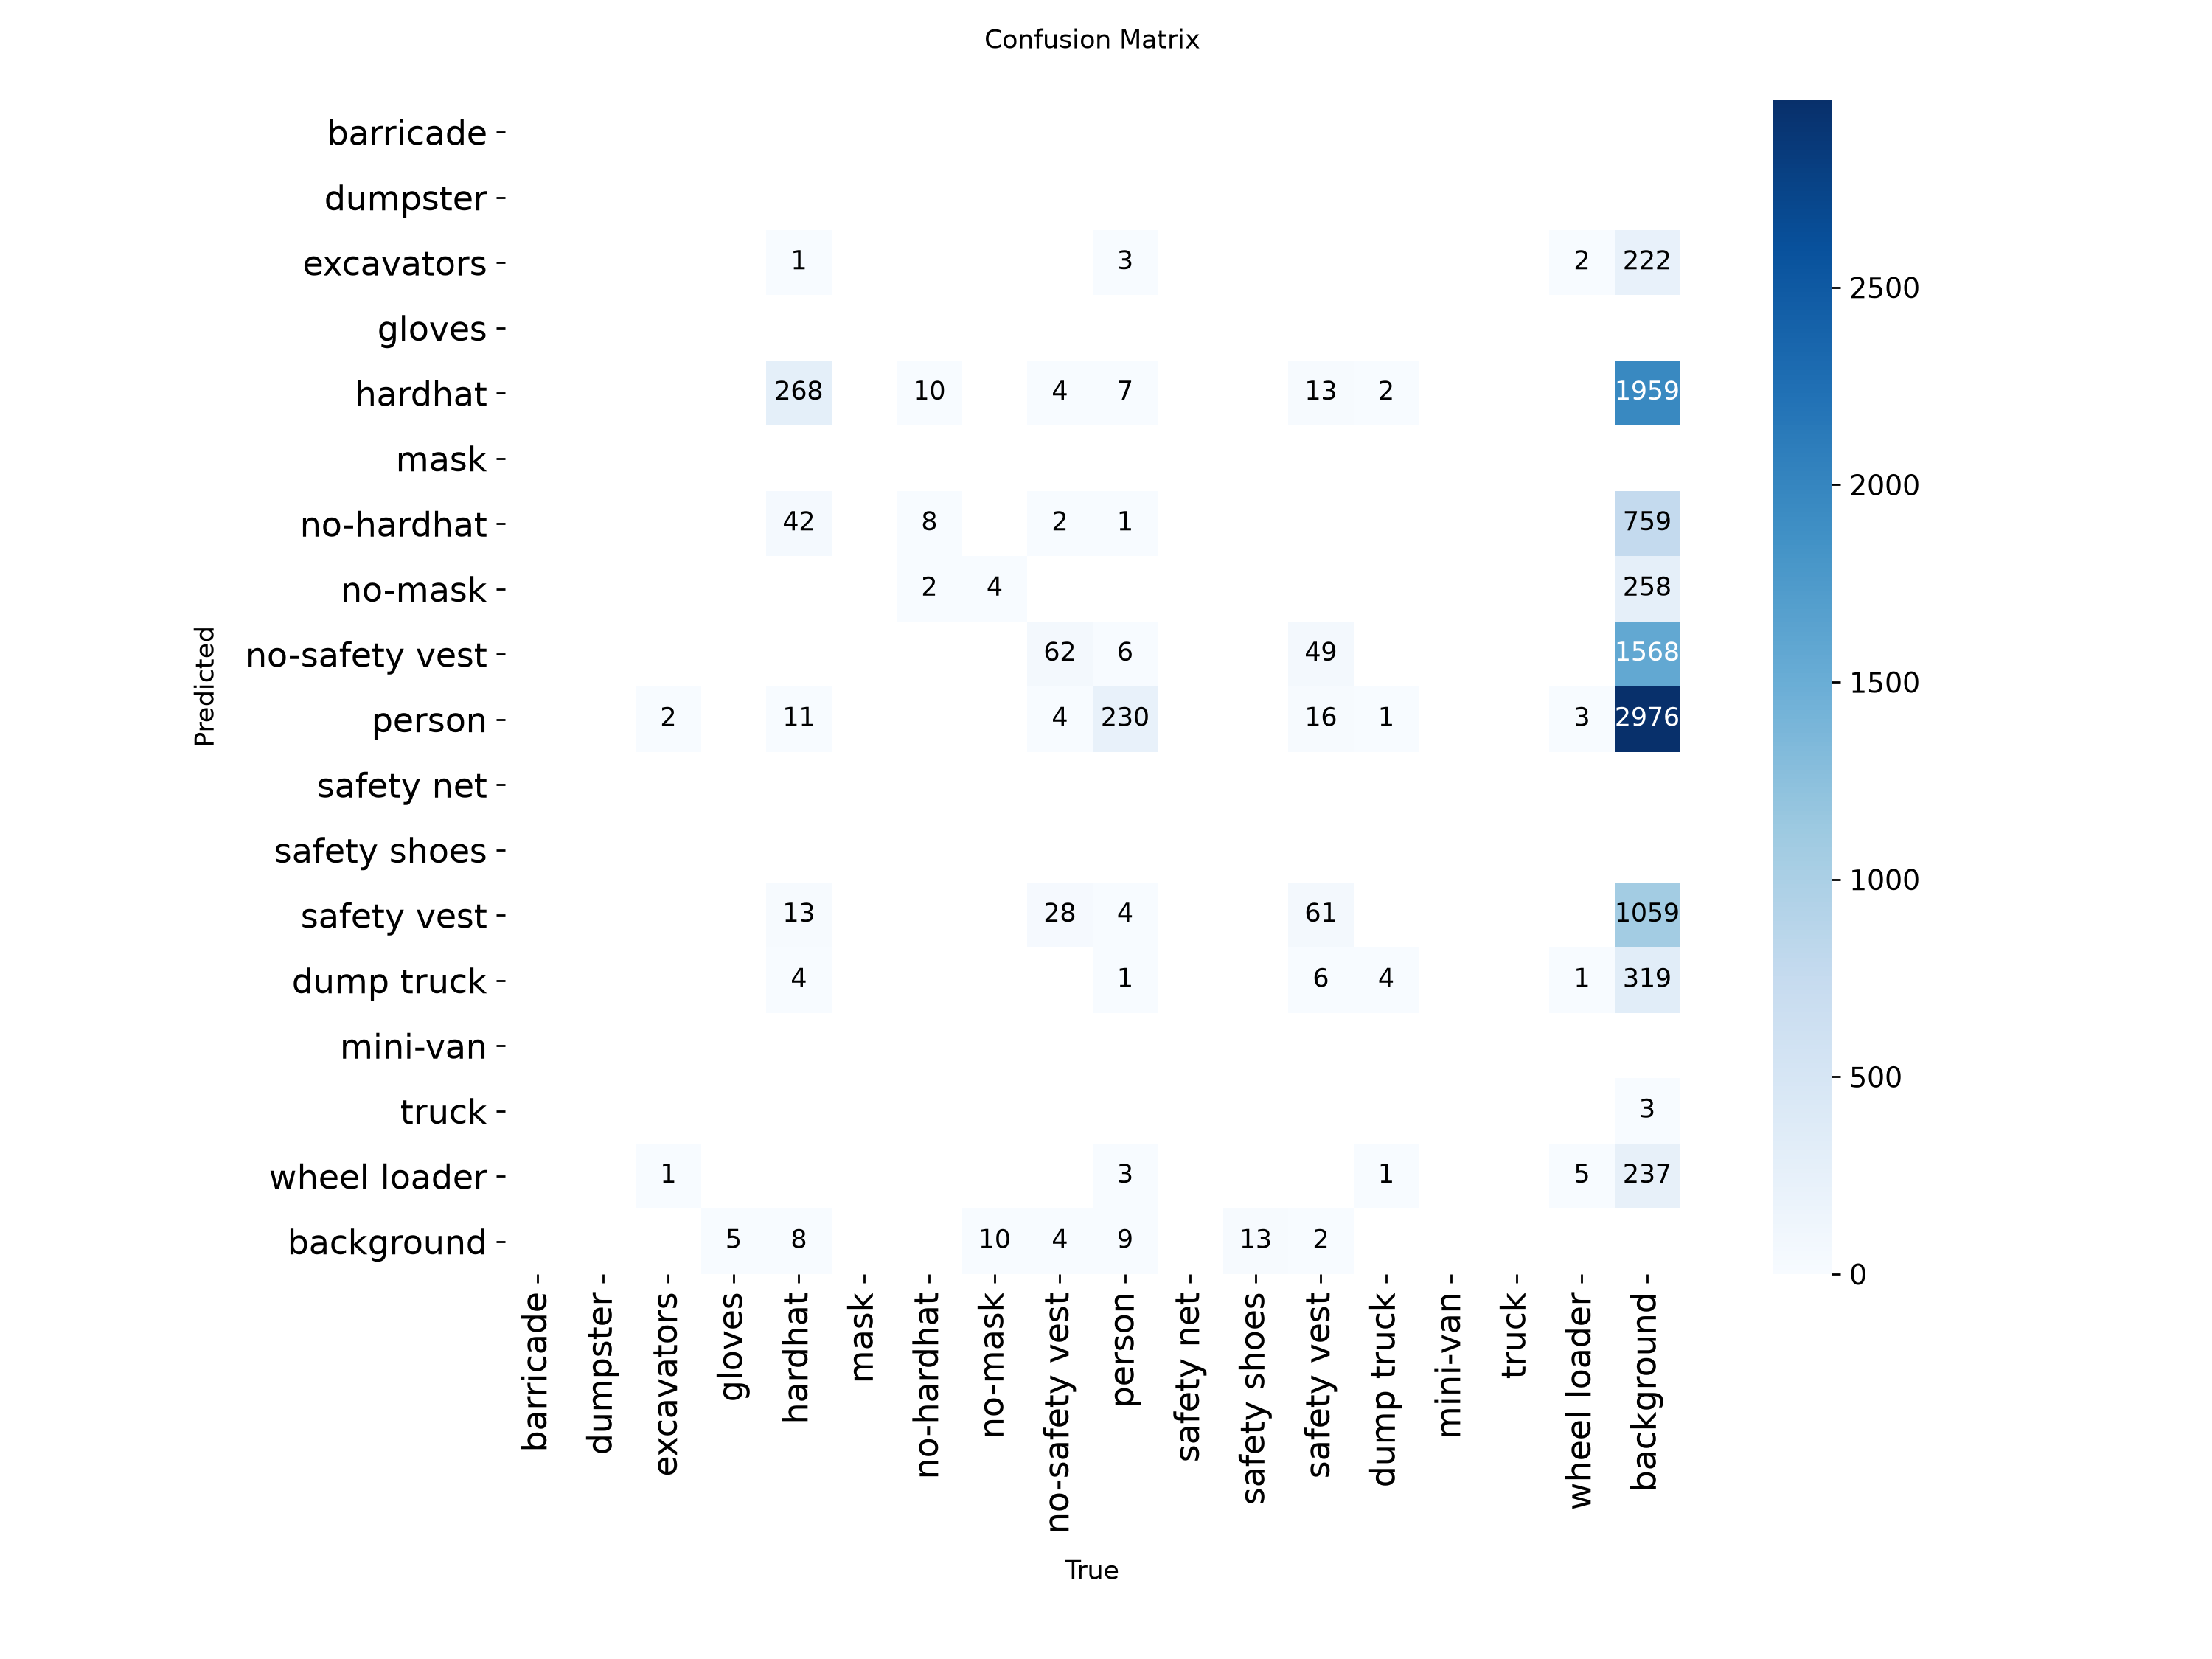 Confusion Matrix
barricade
dumpster
excavators 1 3 2 222
gloves
hardhat 268 10 4 7 13 2 1959
mask
no-hardhat 42 8 2 1 759
no-mask 2 4 258
no-safety vest 62 6 49 1568
person 2 11 4 230 16 1 3 2976
safety net
safety shoes
safety vest 13 28 4 61 1059
dump truck 4 1 6 4 1 319
mini-van
truck 3
wheel loader 1 3 1 5 237
background 5 8 10 4 9 13 2
Predicted
barricade
dumpster
excavators
gloves
hardhat
mask
no-hardhat
no-mask
no-safety vest
person
safety net
safety shoes
safety vest
dump truck
mini-van
truck
wheel loader
background
True
2500
2000
1500
1000
500
0